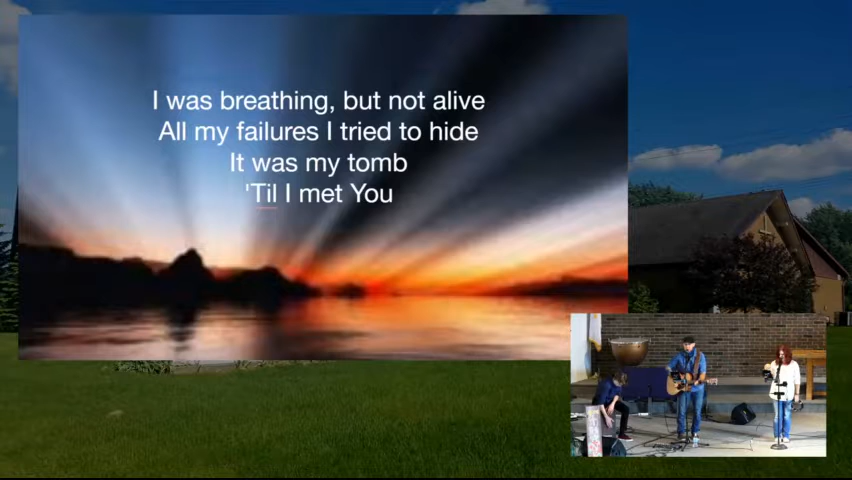 I was breathing, but not alive
All my failures I tried to hide
It was my tomb
'Til I met You